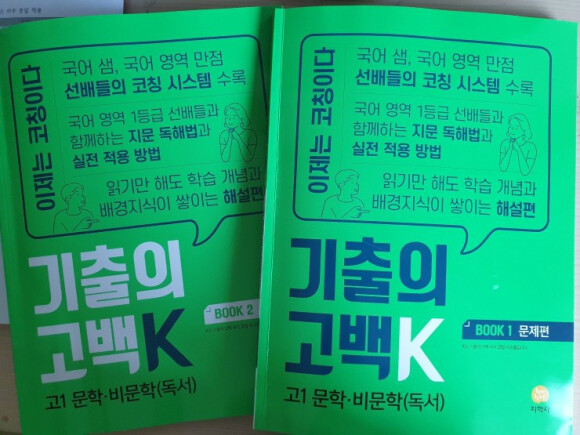 이제는 코칭이다
국어 샘, 국어 영역 만점
선배들의 코칭 시스템 수록
국어 영역 1등급 선배들과
함께하는 지문 독해법과
실전 적용 방법
읽기만 해도 학습 개념과
배경지식이 쌓이는 해설편
기출의
고백K
BOOK 2
고1 문학·비문학(독서)
이제는 코칭이다
국어 샘, 국어 영역 만점
선배들의 코칭 시스템 수록
국어 영역 1등급 선배들과
함께하는 지문 독해법과
실전 적용 방법
읽기만 해도 학습 개념과
배경지식이 쌓이는 해설편
기출의
고백K
BOOK 1 문제편
고1 문학·비문학(독서)
지학사